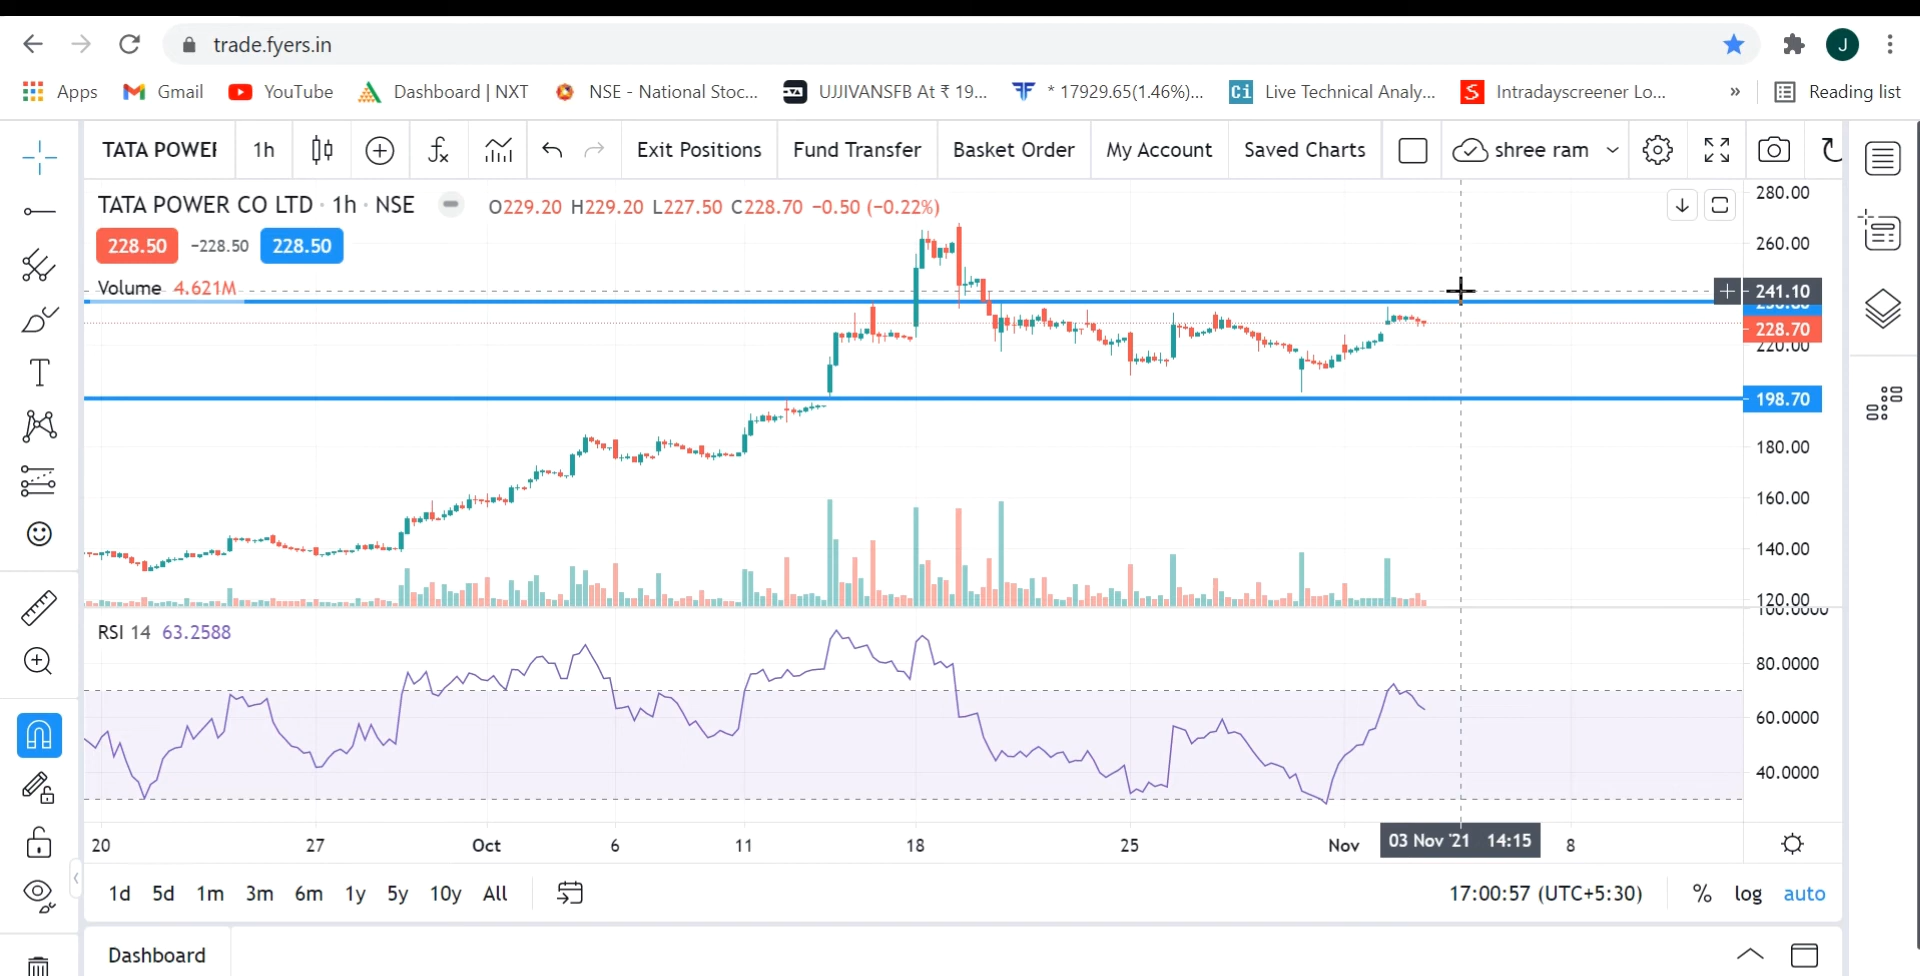 trade.fyers.in
J
Apps
Gmail
YouTube
Dashboard | NXT
NSE - National Stoc...
UJJIVANSFB At ₹ 19...
* 17929.65(1.46%)...
Ci Live Technical Analy...
S Intradayscreener Lo...
»
Reading list
TATA POWER
1h
Exit Positions
Fund Transfer
Basket Order
My Account
Saved Charts
shree ram
TATA POWER CO LTD · 1h · NSE
O229.20 H229.20 L227.50 C228.70 −0.50 (−0.22%)
228.50
−228.50
228.50
Volume 4.621M
280.00
260.00
241.10
228.70
220.00
198.70
180.00
160.00
140.00
120.00
RSI 14 63.2588
80.0000
60.0000
40.0000
20
27
Oct
6
11
18
25
Nov
03 Nov '21 14:15
8
1d 5d 1m 3m 6m 1y 5y 10y All
17:00:57 (UTC+5:30)
% log auto
Dashboard